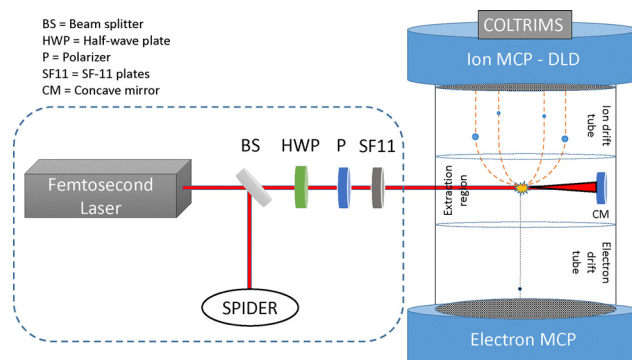 BS = Beam splitter
HWP = Half-wave plate
P = Polarizer
SF11 = SF-11 plates
CM = Concave mirror
COLTRIMS
Ion MCP - DLD
Ion drift
tube
BS
HWP
P
SF11
Femtosecond
Laser
Extraction
region
CM
Electron
drift
tube
SPIDER
Electron MCP